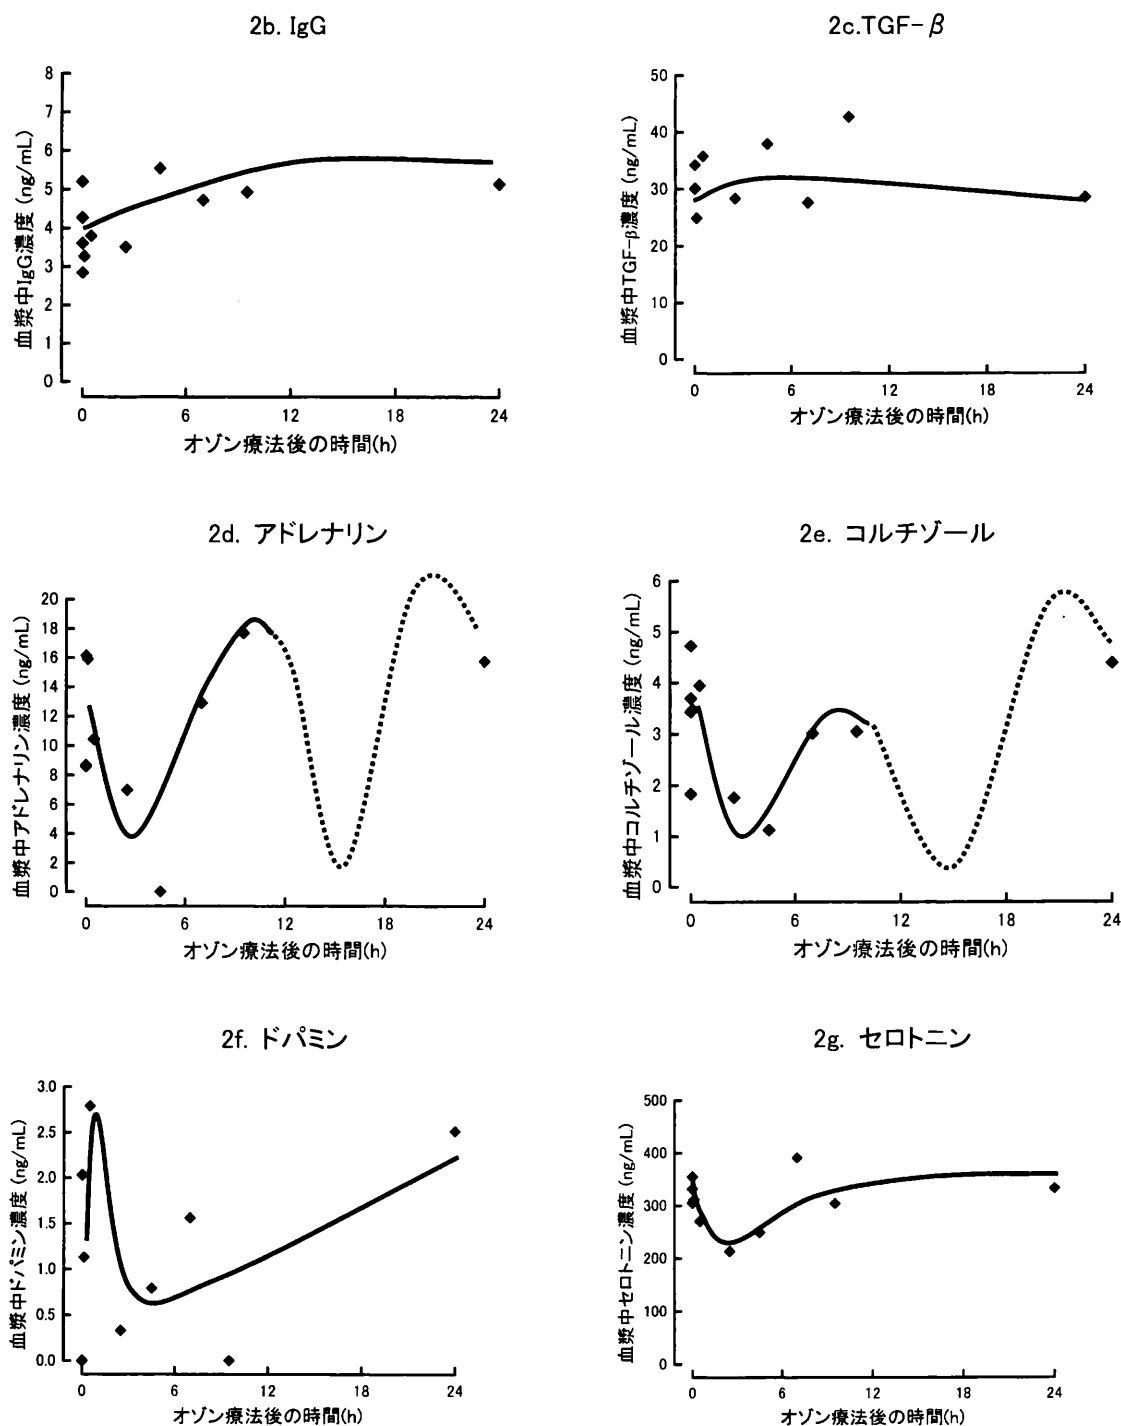 2b. IgG
血漿中IgG濃度 (ng/mL)
8
7
6
5
4
3
2
1
0
0 6 12 18 24
オゾン療法後の時間(h)
2c.TGF-β
血漿中TGF-β濃度 (ng/mL)
50
40
30
20
10
0
0 6 12 18 24
オゾン療法後の時間(h)
2d. アドレナリン
血漿中アドレナリン濃度 (ng/mL)
20
18
16
14
12
10
8
6
4
2
0
0 6 12 18 24
オゾン療法後の時間(h)
2e. コルチゾール
血漿中コルチゾール濃度 (ng/mL)
6
5
4
3
2
1
0
0 6 12 18 24
オゾン療法後の時間(h)
2f. ドパミン
血漿中ドパミン濃度 (ng/mL)
3.0
2.5
2.0
1.5
1.0
0.5
0.0
0 6 12 18 24
オゾン療法後の時間(h)
2g. セロトニン
血漿中セロトニン濃度 (ng/mL)
500
400
300
200
100
0
0 6 12 18 24
オゾン療法後の時間(h)